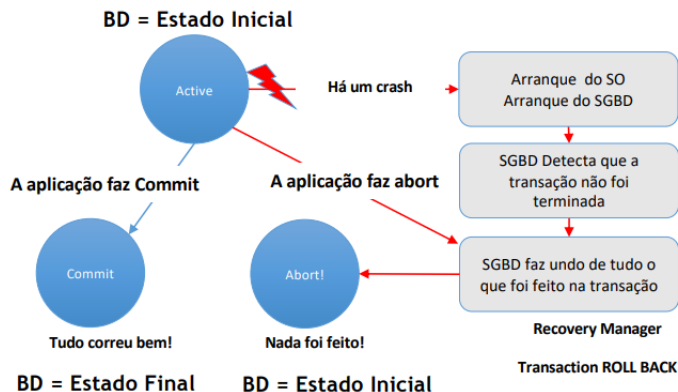 BD = Estado Inicial
Active
Há um crash
Arranque do SO
Arranque do SGBD
A aplicação faz Commit
A aplicação faz abort
SGBD Detecta que a
transação não foi
terminada
Commit
Abort!
SGBD faz undo de tudo o
que foi feito na transação
Tudo correu bem!
Nada foi feito!
Recovery Manager
Transaction ROLL BACK
BD = Estado Final
BD = Estado Inicial